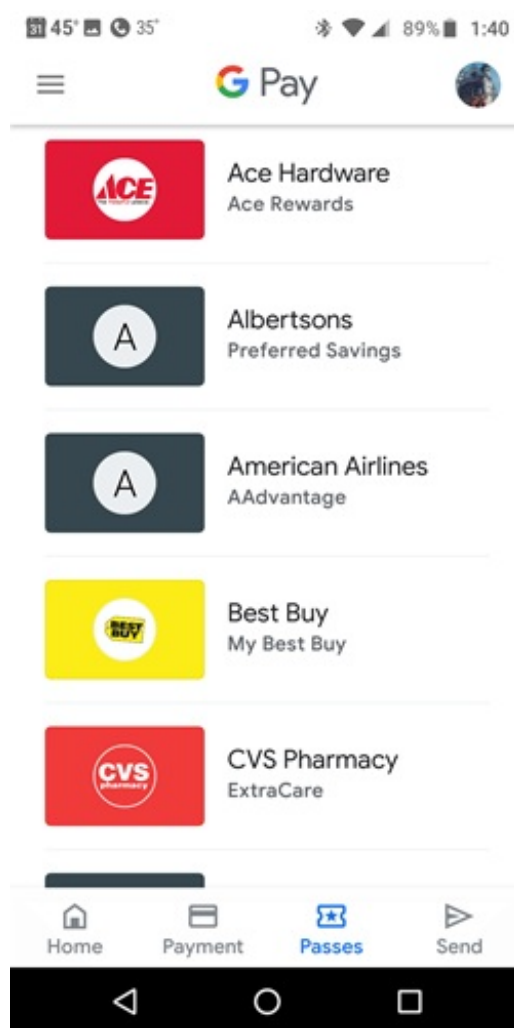 31 45° 35° 89% 1:40
G Pay
ACE
Ace Hardware
Ace Rewards
A
Albertsons
Preferred Savings
A
American Airlines
AAdvantage
BEST
BUY
Best Buy
My Best Buy
CVS
pharmacy
CVS Pharmacy
ExtraCare
Home Payment Passes Send